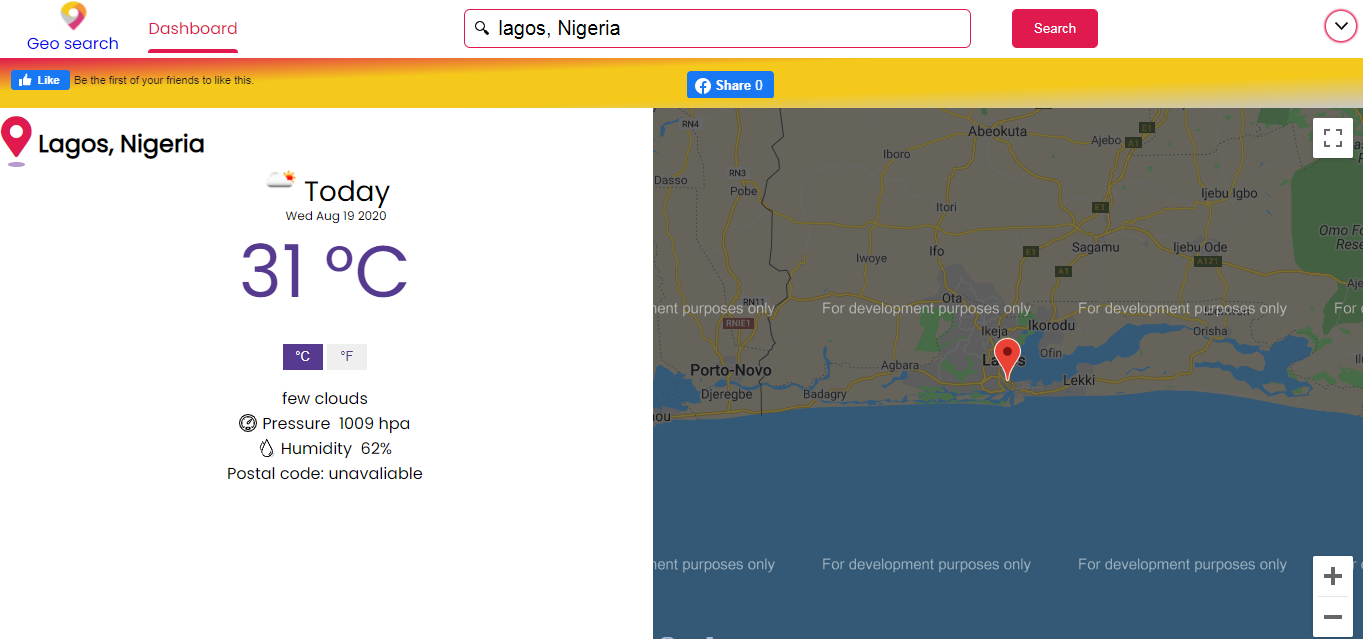 Geo search
Dashboard
lagos, Nigeria
Search
Like
Be the first of your friends to like this.
Share 0
Lagos, Nigeria
Today
Wed Aug 19 2020
31 °C
°C
°F
few clouds
Pressure 1009 hpa
Humidity 62%
Postal code: unavaliable
RN4
Abeokuta
E1
A1
Ajebo
Iboro
Dasso
RN3
Pobe
Ijebu Igbo
Itori
E1
Omo Fo
Rese
Sagamu
Ijebu Ode
Ifo
E1
A121
Iwoye
A1
Aje
Ota
RN11
ment purposes only
For development purposes only
For development purposes only
For
RNIE1
Ikeja
Ikorodu
Orisha
Lagos
Ofin
Agbara
Porto-Novo
Lekki
Djeregbe
Badagry
nou
ment purposes only
For development purposes only
For development purposes only